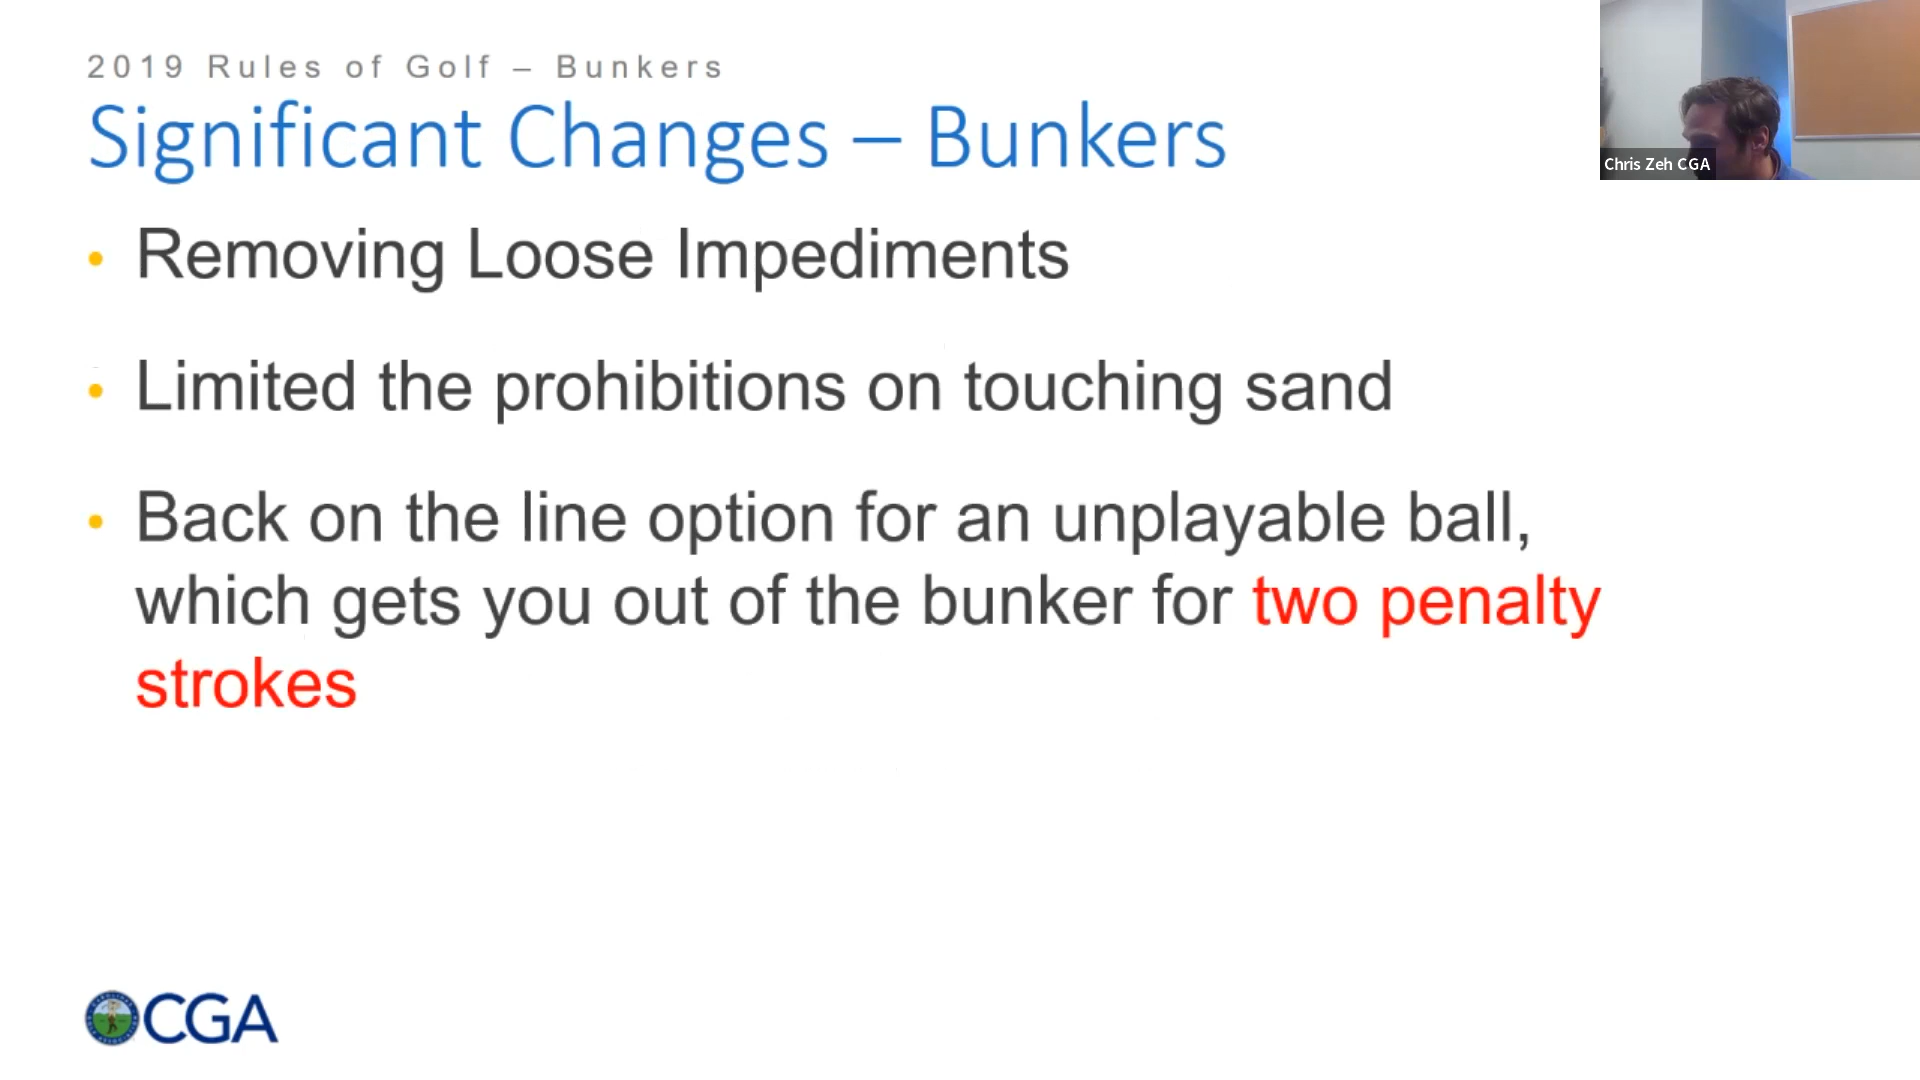 2019 Rules of Golf – Bunkers
Significant Changes – Bunkers
• Removing Loose Impediments
• Limited the prohibitions on touching sand
• Back on the line option for an unplayable ball,
which gets you out of the bunker for two penalty
strokes
Chris Zeh CGA
CGA